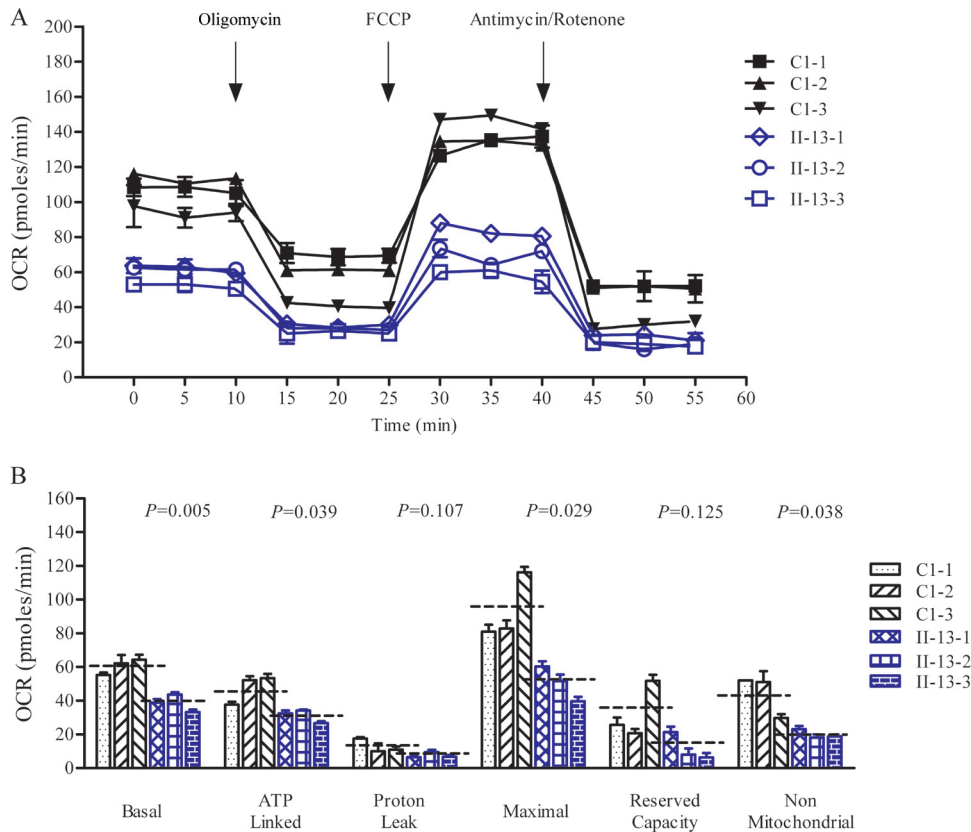 A
Oligomycin
FCCP
Antimycin/Rotenone
OCR (pmoles/min)
200
180
160
140
120
100
80
60
40
20
0
0 5 10 15 20 25 30 35 40 45 50 55 60
Time (min)
C1-1
C1-2
C1-3
II-13-1
II-13-2
II-13-3
B
OCR (pmoles/min)
160
140
120
100
80
60
40
20
0
P=0.005 P=0.039 P=0.107 P=0.029 P=0.125 P=0.038
Basal
ATP
Linked
Proton
Leak
Maximal
Reserved
Capacity
Non
Mitochondrial
C1-1
C1-2
C1-3
II-13-1
II-13-2
II-13-3